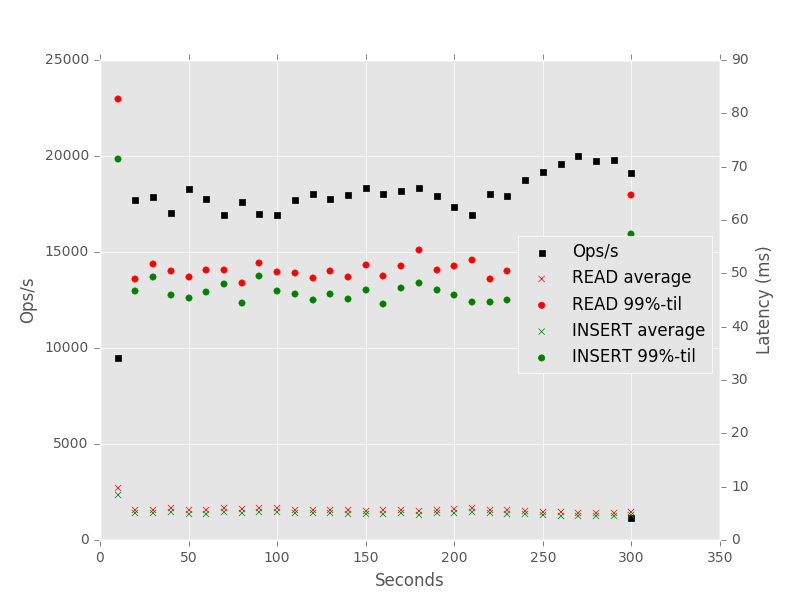 25000
20000
15000
10000
5000
0
Ops/s
90
80
70
60
50
40
30
20
10
0
Latency (ms)
Ops/s
READ average
READ 99%-til
INSERT average
INSERT 99%-til
0 50 100 150 200 250 300 350
Seconds